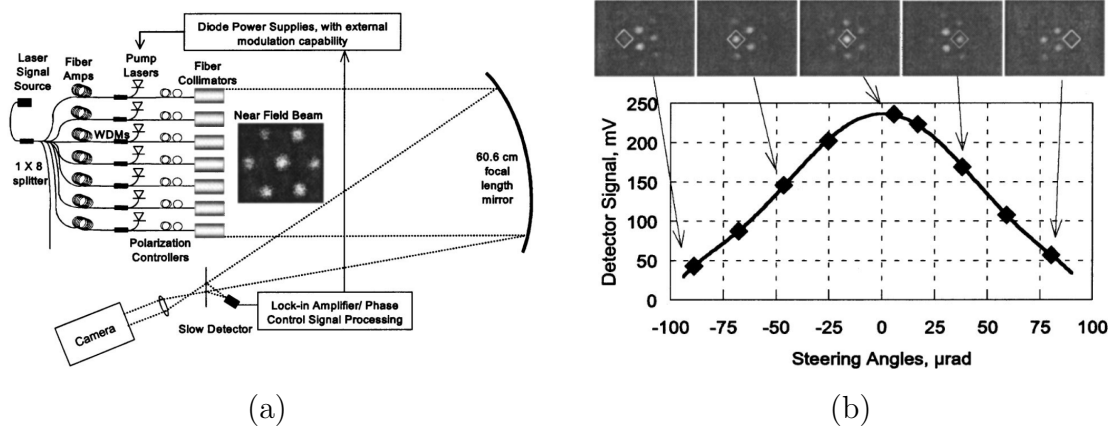 Diode Power Supplies, with external
modulation capability
Laser
Signal
Source
Fiber
Amps
Pump
Lasers
Fiber
Collimators
Near Field Beam
WDMs
1 X 8
splitter
60.6 cm
focal
length
mirror
Polarization
Controllers
Camera
Slow Detector
Lock-in Amplifier/ Phase
Control Signal Processing
(a)
Detector Signal, mV
250
200
150
100
50
0
-100
-75
-50
-25
0
25
50
75
100
Steering Angles, µrad
(b)